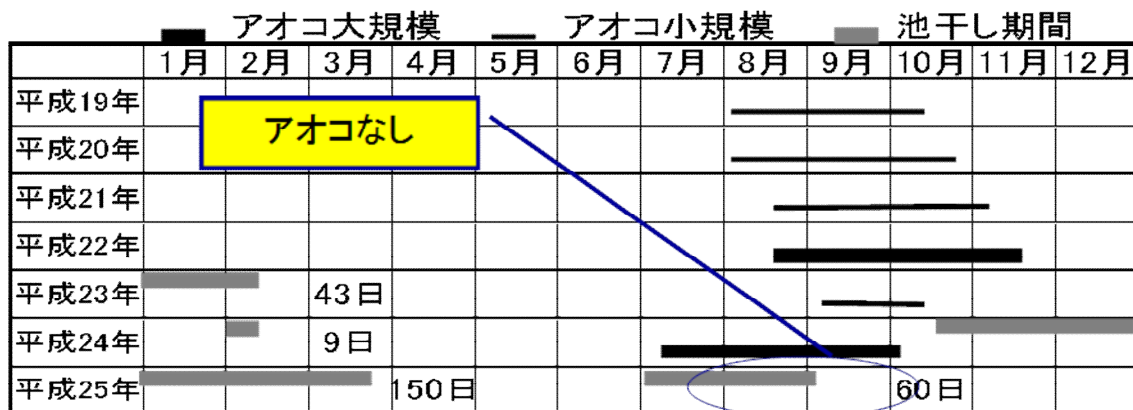 アオコ大規模 アオコ小規模 池干し期間
1月 2月 3月 4月 5月 6月 7月 8月 9月 10月 11月 12月
平成19年
アオコなし
平成20年
平成21年
平成22年
平成23年 43日
平成24年 9日
平成25年 150日 60日